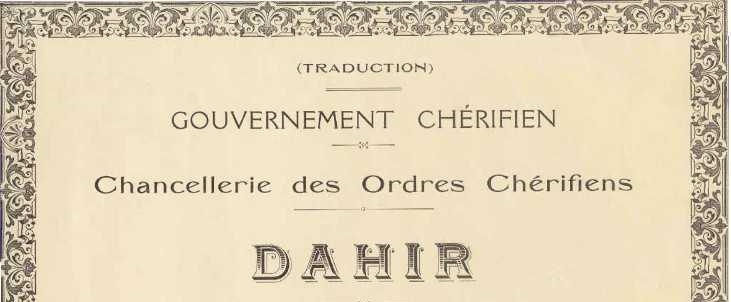 (TRADUCTION)
GOUVERNEMENT CHÉRIFIEN
Chancellerie des Ordres Chérifiens
DAHIR